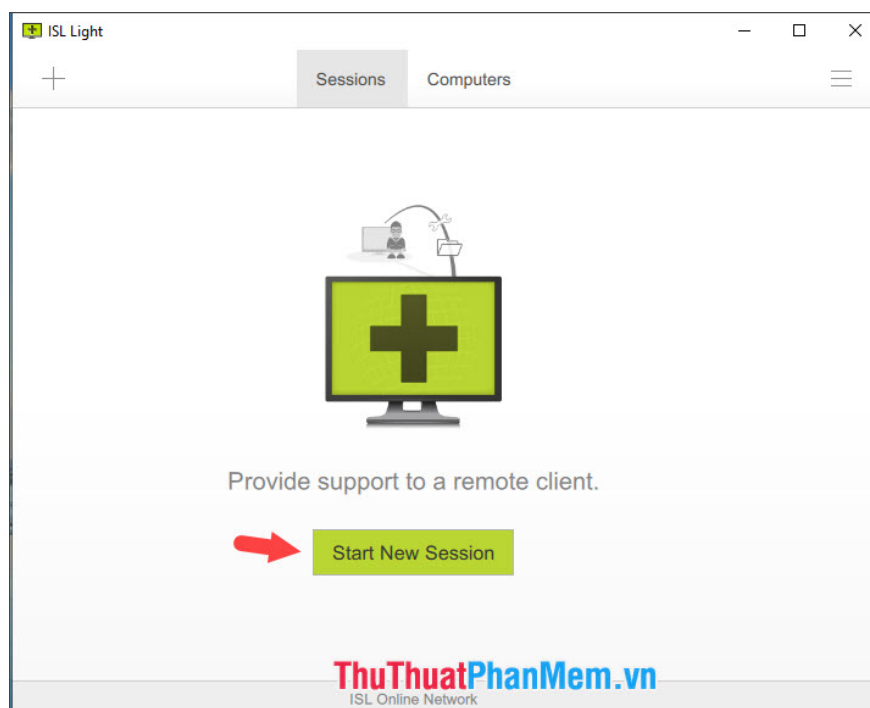 ISL Light
Sessions
Computers
Provide support to a remote client.
Start New Session
ThuThuatPhanMem.vn
ISL Online Network